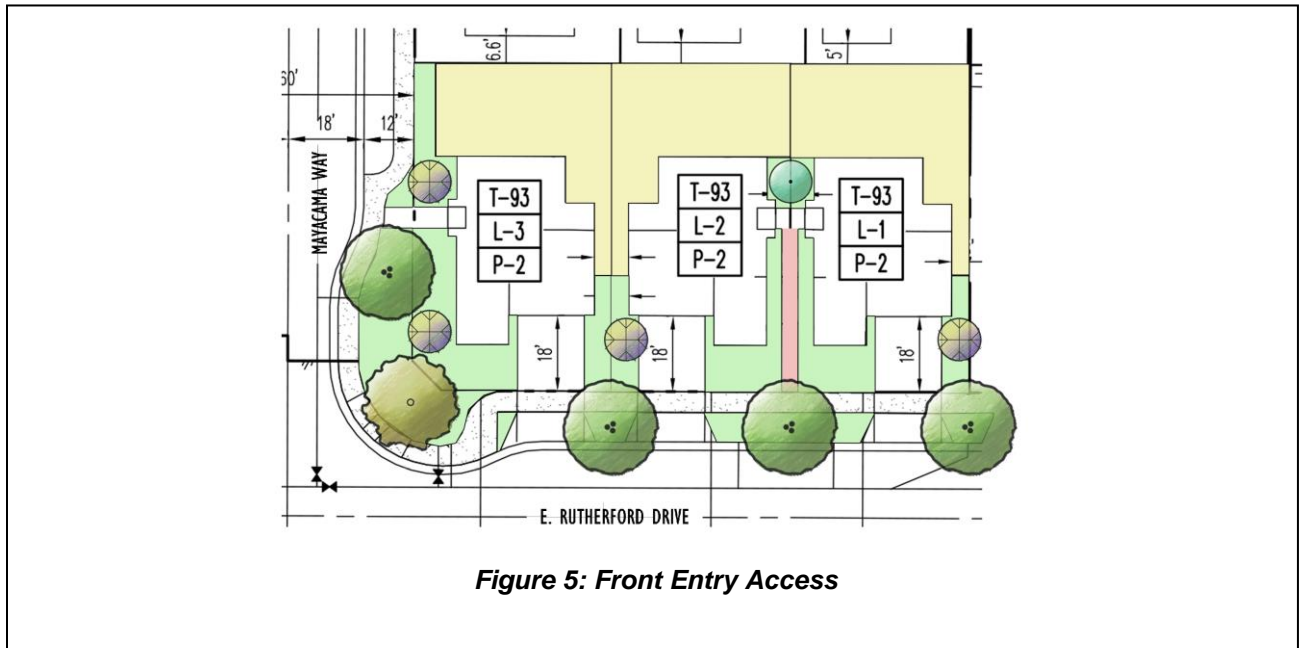 6.6'
5'
60'
18'
12'
MAYACAMA WAY
T-93
L-3
P-2
T-93
L-2
P-2
T-93
L-1
P-2
18'
18'
18'
E. RUTHERFORD DRIVE
Figure 5: Front Entry Access